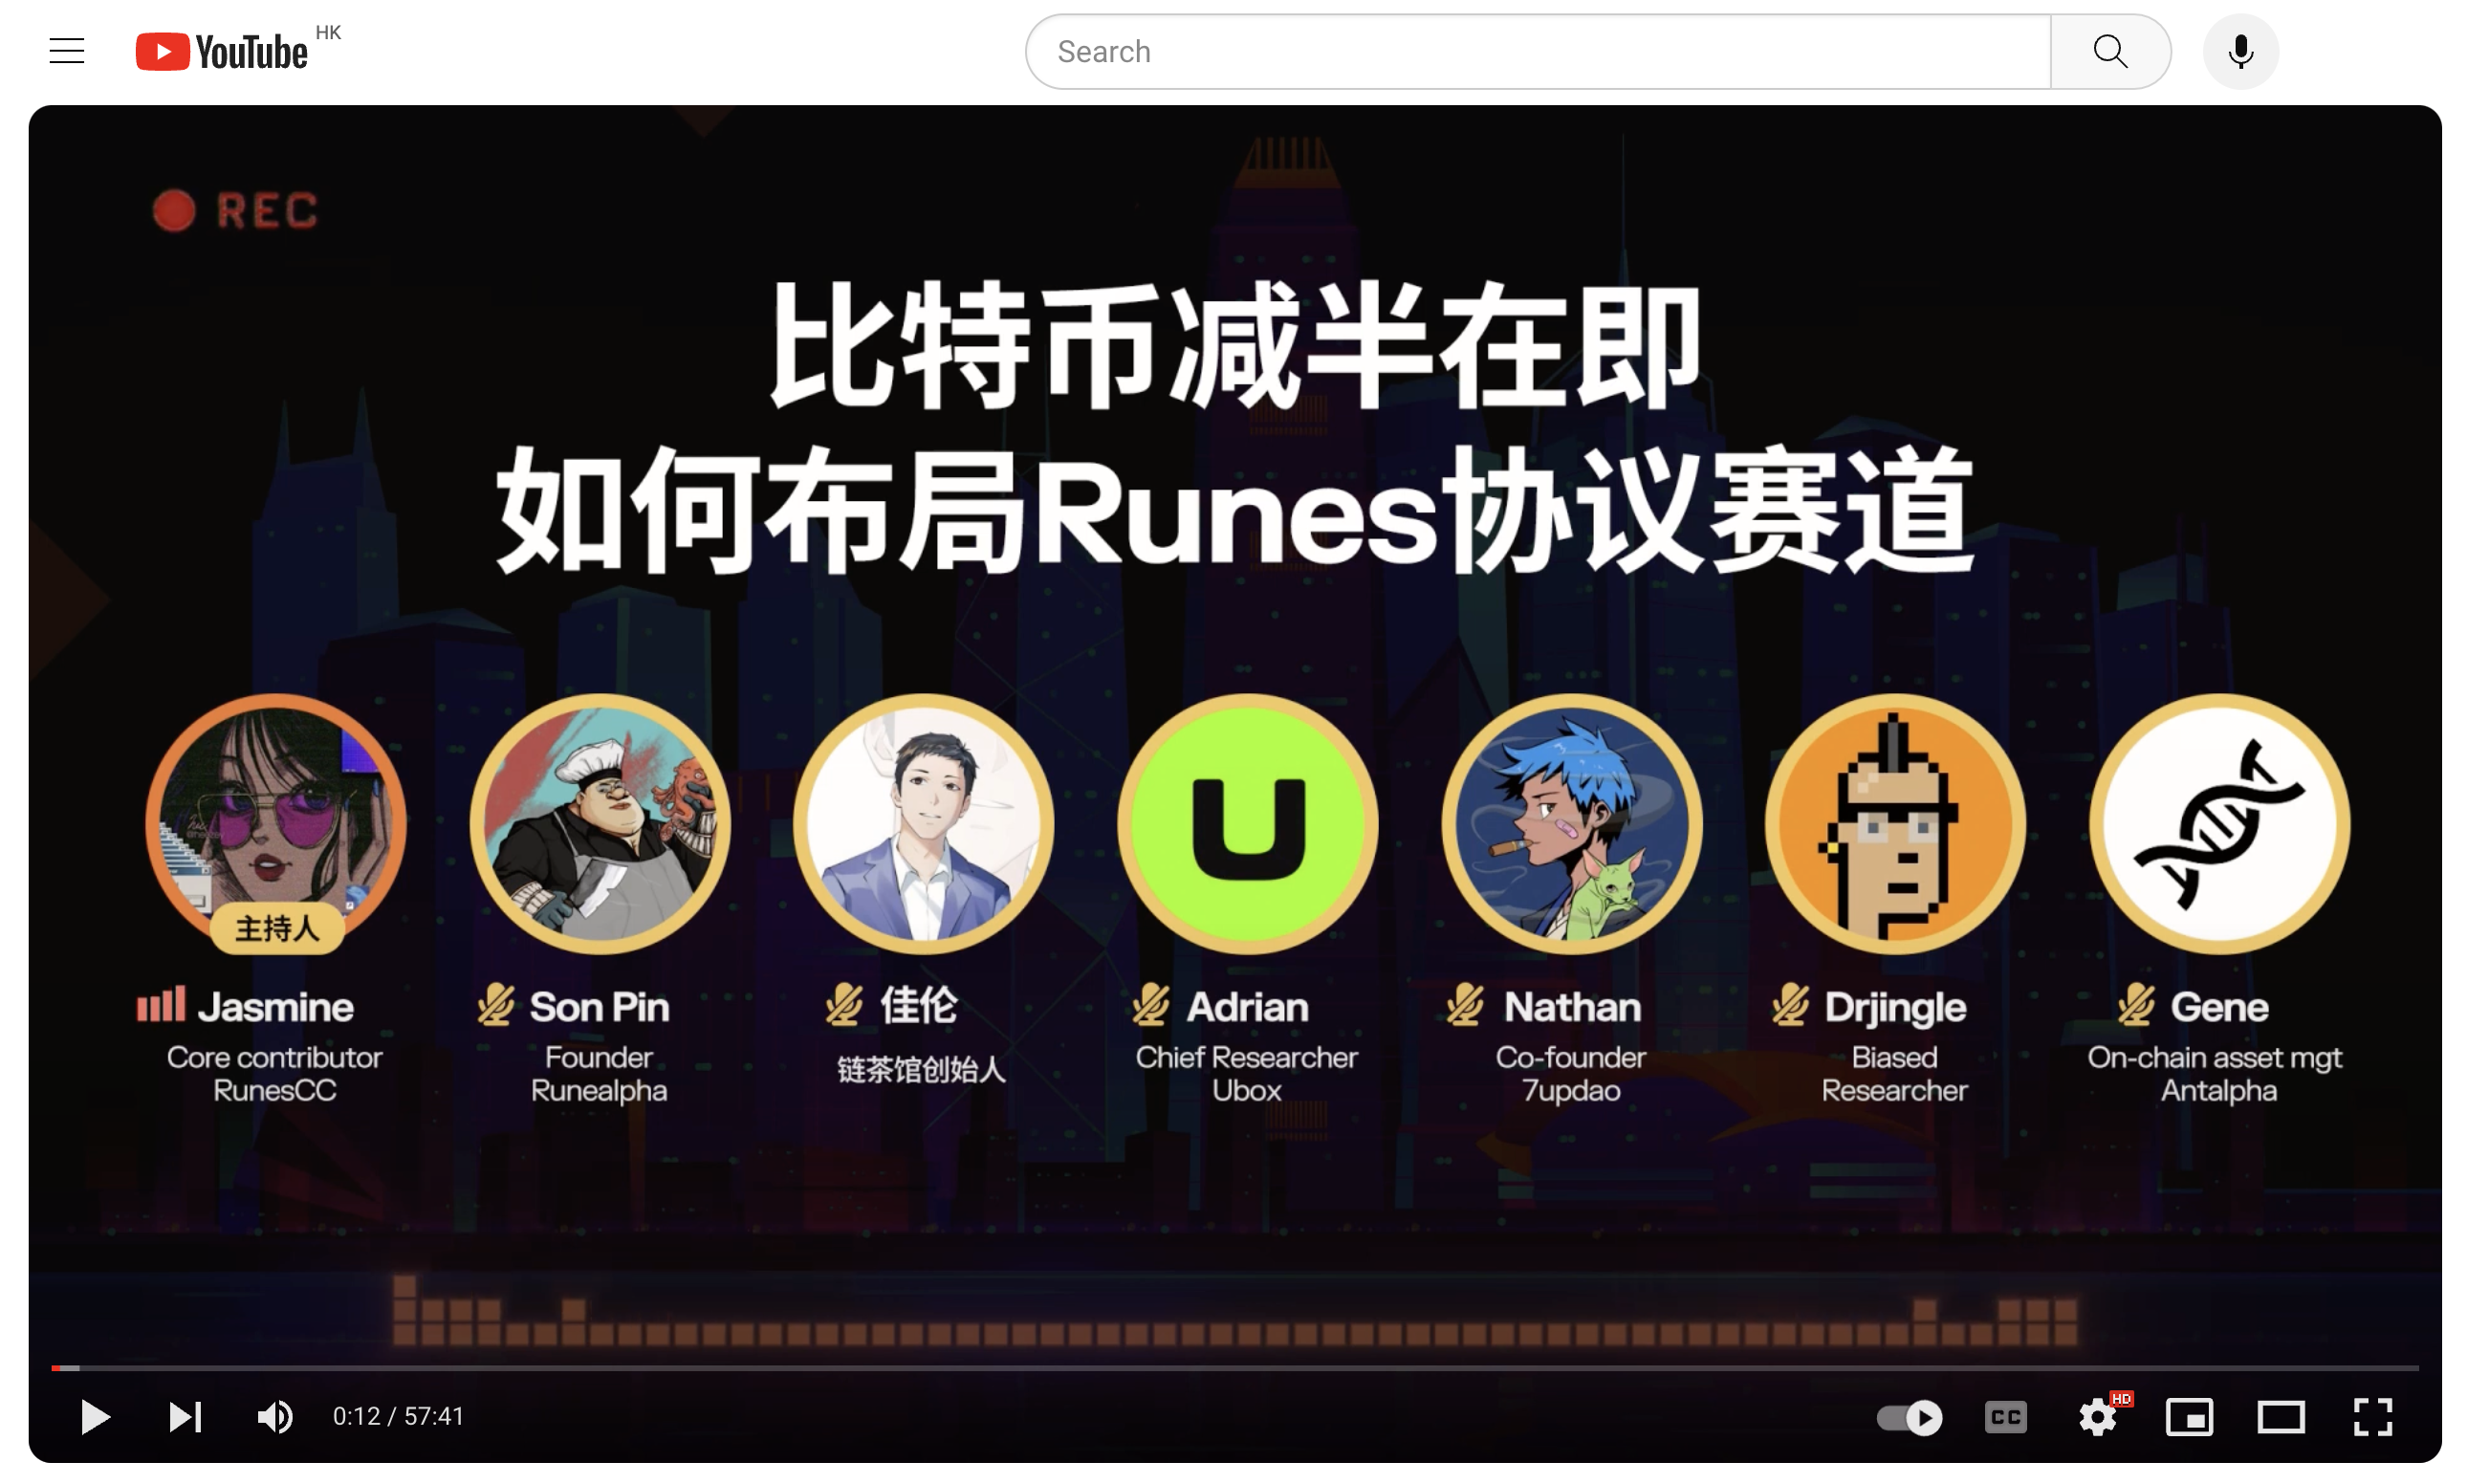 YouTube HK
Search
REC
比特币减半在即
如何布局Runes协议赛道
U
主持人
Jasmine
Core contributor
RunesCC
Son Pin
Founder
Runealpha
佳伦
链茶馆创始人
Adrian
Chief Researcher
Ubox
Nathan
Co-founder
7updao
Drjingle
Biased
Researcher
Gene
On-chain asset mgt
Antalpha
0:12 / 57:41
CC
HD